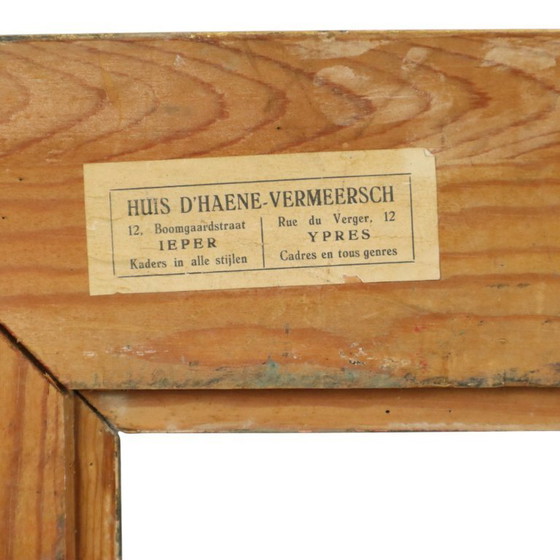 HUIS D'HAENE-VERMEERSCH
12. Boomgaardstraat
IEPER
Kaders in alle stijlen
Rue du Verger, 12
YPRES
Cadres en tous genres